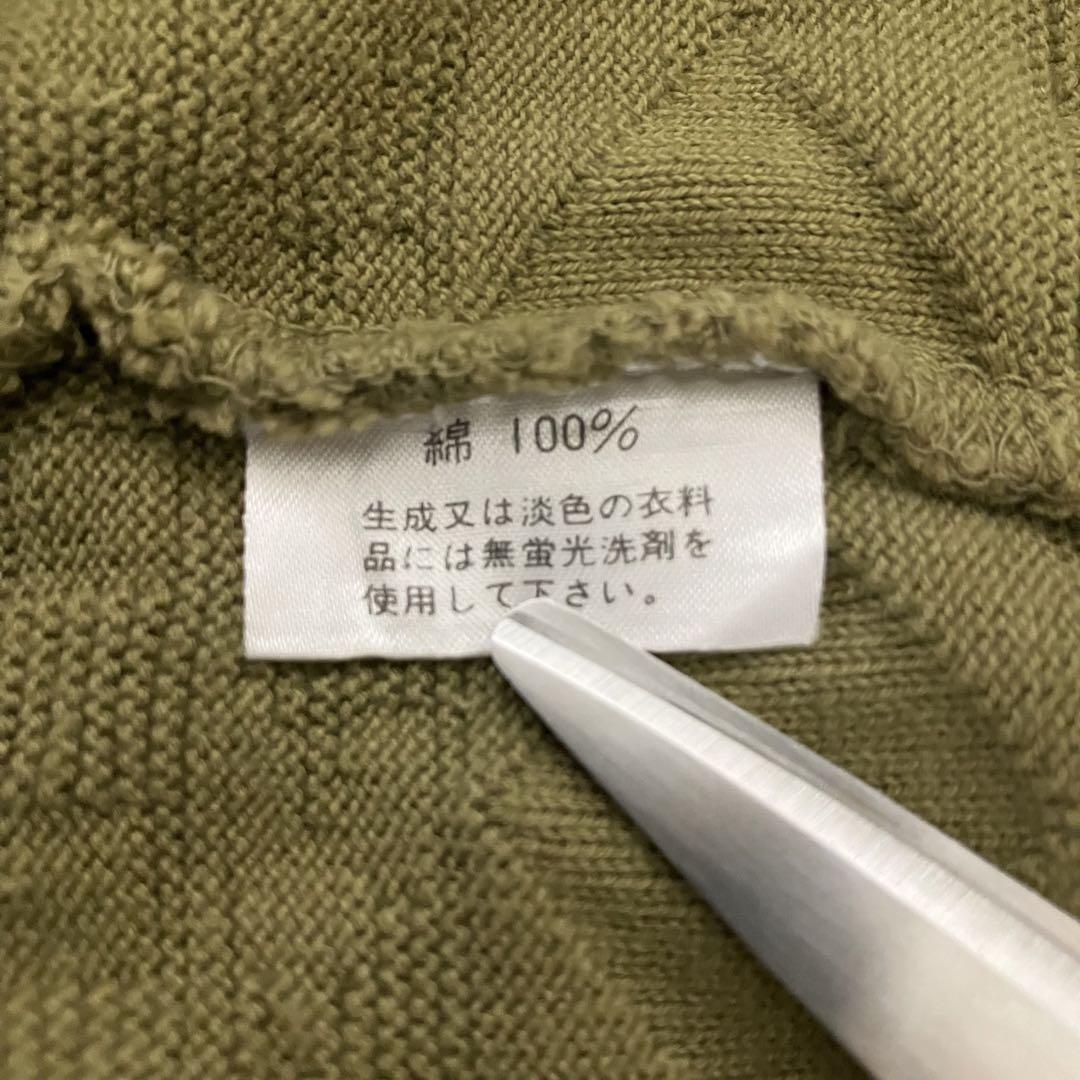 綿 100%
生成又は淡色の衣料
品には無蛍光洗剤を
使用して下さい。